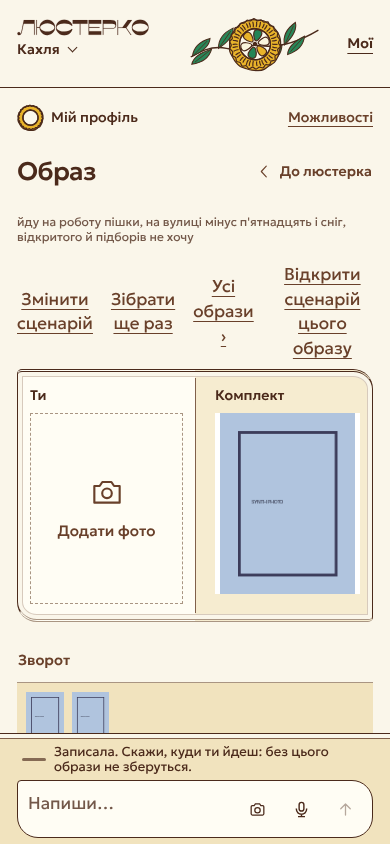 ЛЮСТЕРКО
Кахля
Мої
Мій профіль
Можливості
Образ
До люстерка
йду на роботу пішки, на вулиці мінус п'ятнадцять і сніг,
відкритого й підборів не хочу
Змінити
сценарій
Зібрати
ще раз
Усі
образи
›
Відкрити
сценарій
цього
образу
Ти
Комплект
Додати фото
Зворот
Записала. Скажи, куди ти йдеш: без цього
образи не зберуться.
Напиши…